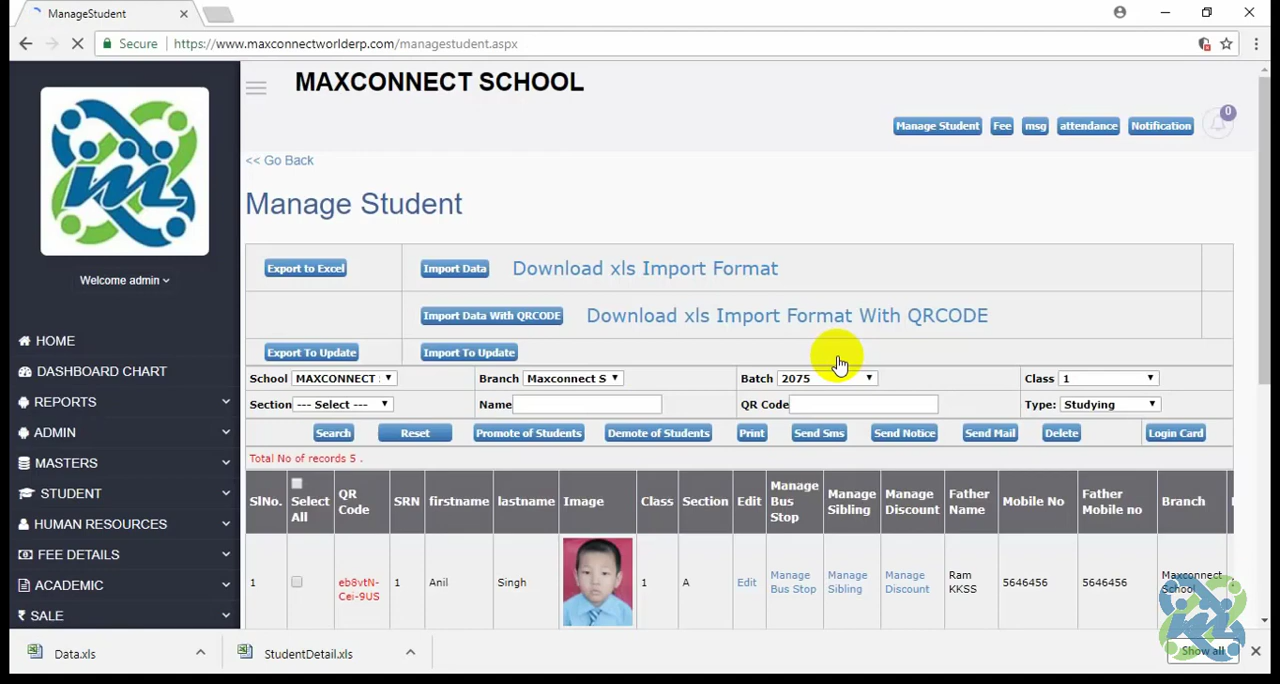 ManageStudent
Secure https://www.maxconnectworlderp.com/managestudent.aspx
MAXCONNECT SCHOOL
0
Manage Student Fee msg attendance Notification
<< Go Back
Manage Student
Export to Excel Import Data Download xls Import Format
Import Data With QRCODE Download xls Import Format With QRCODE
Export To Update Import To Update
School MAXCONNECT Branch Maxconnect S Batch 2075 Class 1
Section --- Select --- Name QR Code Type: Studying
Search Reset Promote of Students Demote of Students Print Send Sms Send Notice Send Mail Delete Login Card
Total No of records 5 .
SlNo. Select All QR Code SRN firstname lastname Image Class Section Edit Manage Bus Stop Manage Sibling Manage Discount Father Name Mobile No Father Mobile no Branch
1 eb8vtN-Cei-9US 1 Anil Singh 1 A Edit Manage Bus Stop Manage Sibling Manage Discount Ram KKSS 5646456 5646456 Maxconnect School
Welcome admin
HOME
DASHBOARD CHART
REPORTS
ADMIN
MASTERS
STUDENT
HUMAN RESOURCES
FEE DETAILS
ACADEMIC
SALE
Data.xls StudentDetail.xls Show all